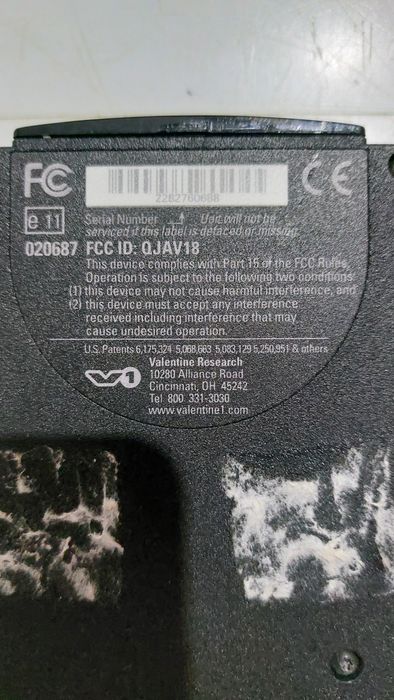 FC CE
2282760688
e 11
Serial Number Unit will not be
serviced if this label is defaced or missing.
020687 FCC ID: QJAV18
This device complies with Part 15 of the FCC Rules.
Operation is subject to the following two conditions:
(1) this device may not cause harmful interference, and
(2) this device must accept any interference
received including interference that may
cause undesired operation.
U.S. Patents 6,175,324 5,068,663 5,083,129 5,250,951 & others
V1
Valentine Research
10280 Alliance Road
Cincinnati, OH 45242
Tel 800 331-3030
www.valentine1.com